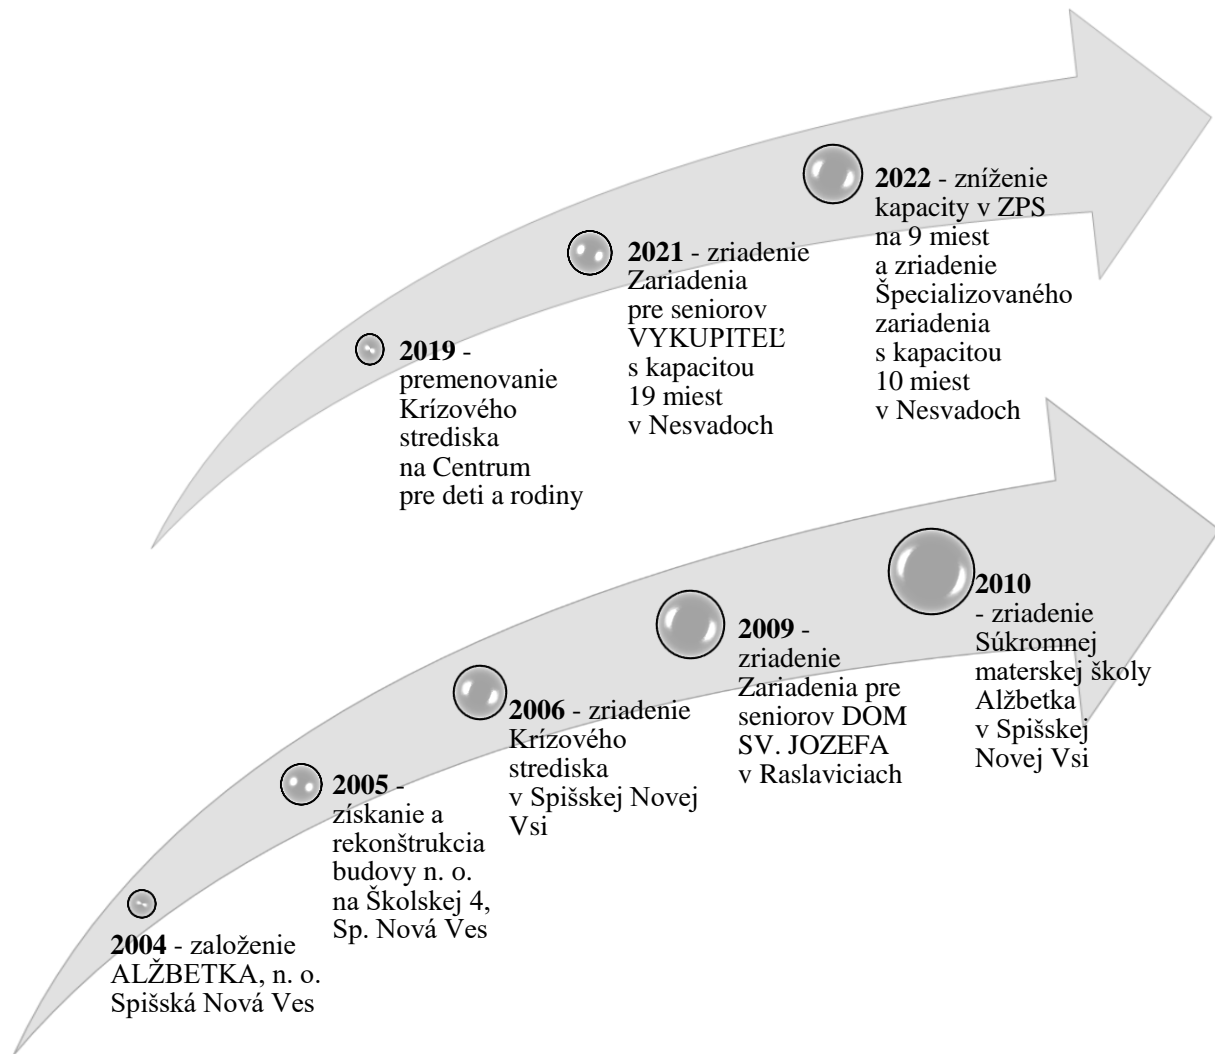 2022 - zníženie
kapacity v ZPS
na 9 miest
a zriadenie
Špecializovaného
zariadenia
s kapacitou
10 miest
v Nesvadoch
2021 - zriadenie
Zariadenia
pre seniorov
VYKUPITEĽ
s kapacitou
19 miest
v Nesvadoch
2019 -
premenovanie
Krízového
strediska
na Centrum
pre deti a rodiny
2010
- zriadenie
Súkromnej
materskej školy
Alžbetka
v Spišskej
Novej Vsi
2009 -
zriadenie
Zariadenia pre
seniorov DOM
SV. JOZEFA
v Raslaviciach
2006 - zriadenie
Krízového
strediska
v Spišskej Novej
Vsi
2005 -
získanie a
rekonštrukcia
budovy n. o.
na Školskej 4,
Sp. Nová Ves
2004 - založenie
ALŽBETKA, n. o.
Spišská Nová Ves